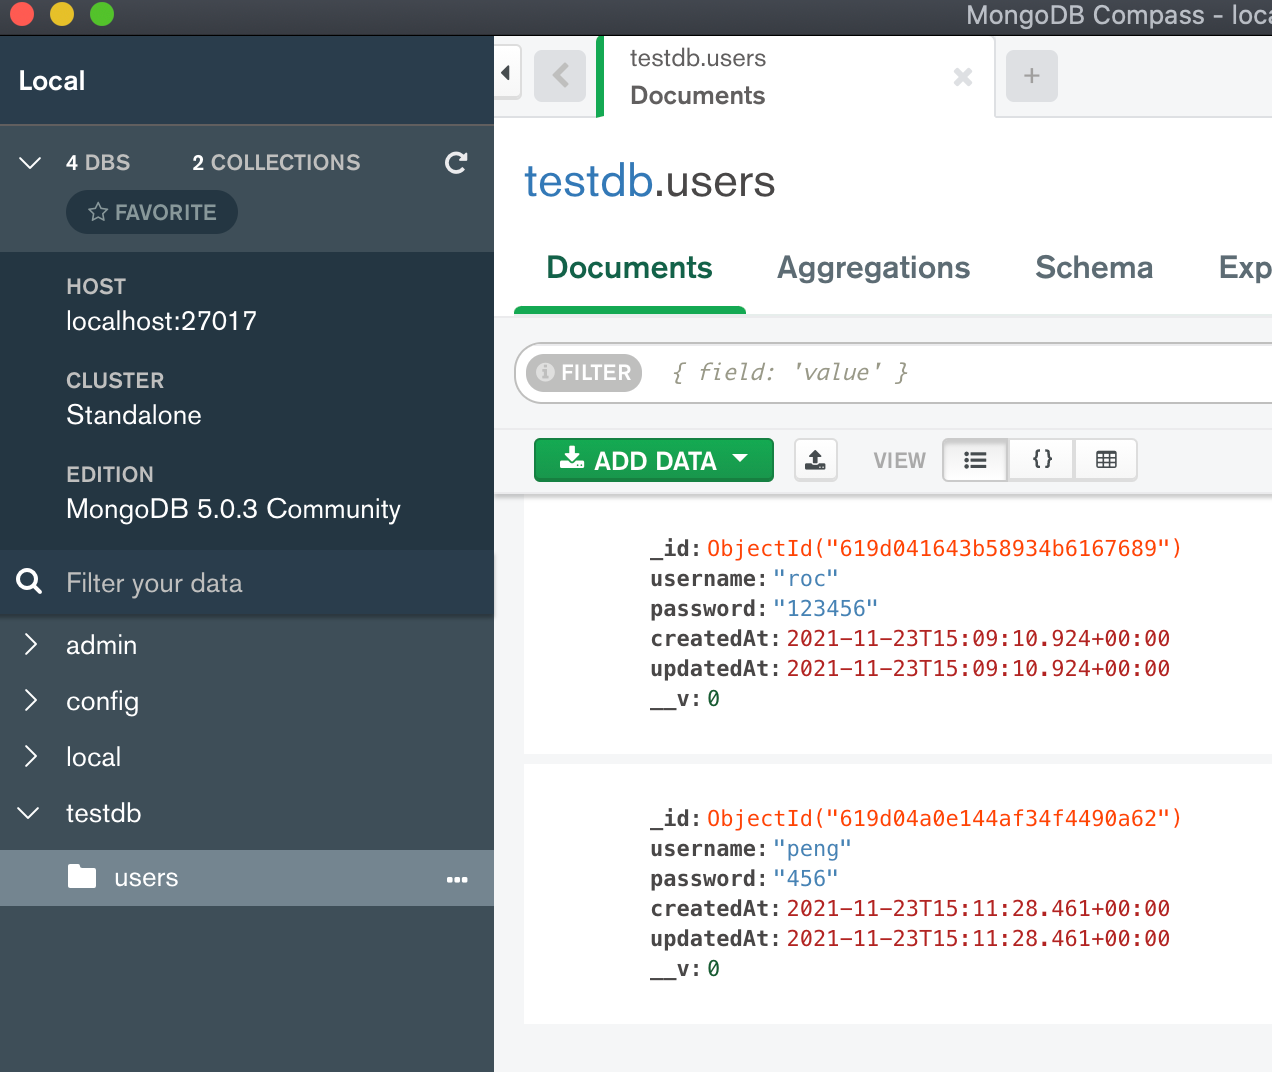 MongoDB Compass - loca
Local
4 DBS 2 COLLECTIONS
FAVORITE
HOST
localhost:27017
CLUSTER
Standalone
EDITION
MongoDB 5.0.3 Community
Filter your data
admin
config
local
testdb
users
testdb.users
Documents
testdb.users
Documents Aggregations Schema Exp
FILTER { field: 'value' }
ADD DATA VIEW {}
_id: ObjectId("619d041643b58934b6167689")
username: "roc"
password: "123456"
createdAt: 2021-11-23T15:09:10.924+00:00
updatedAt: 2021-11-23T15:09:10.924+00:00
__v: 0
_id: ObjectId("619d04a0e144af34f4490a62")
username: "peng"
password: "456"
createdAt: 2021-11-23T15:11:28.461+00:00
updatedAt: 2021-11-23T15:11:28.461+00:00
__v: 0